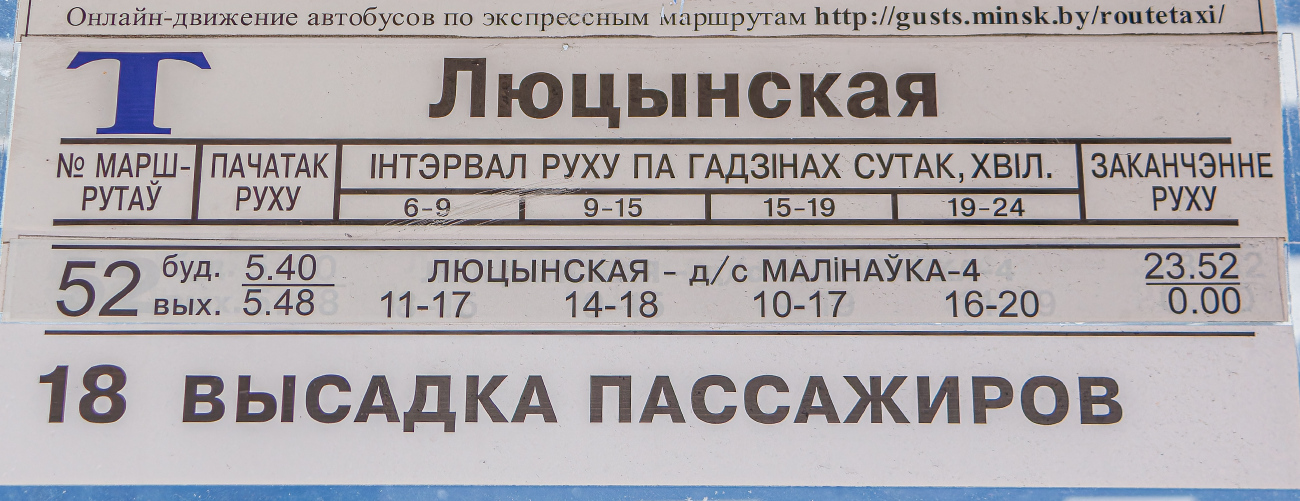 Онлайн-движение автобусов по экспрессным маршрутам http://gusts.minsk.by/routetaxi/
Т Люцынская
№ МАРШ- ПАЧАТАК ІНТЭРВАЛ РУХУ ПА ГАДЗІНАХ СУТАК, ХВІЛ. ЗАКАНЧЭННЕ
РУТАЎ РУХУ 6-9 9-15 15-19 19-24 РУХУ
52 буд. 5.40 ЛЮЦЫНСКАЯ - д/с МАЛіНАЎКА-4 23.52
вых. 5.48 11-17 14-18 10-17 16-20 0.00
18 ВЫСАДКА ПАССАЖИРОВ